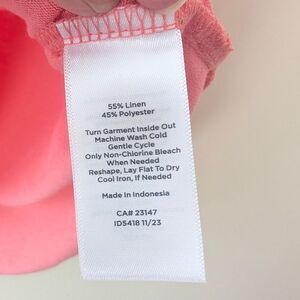 55% Linen
45% Polyester
Turn Garment Inside Out
Machine Wash Cold
Gentle Cycle
Only Non-Chlorine Bleach
When Needed
Reshape, Lay Flat To Dry
Cool Iron, If Needed
Made in Indonesia
CA# 23147
ID5418 11/23